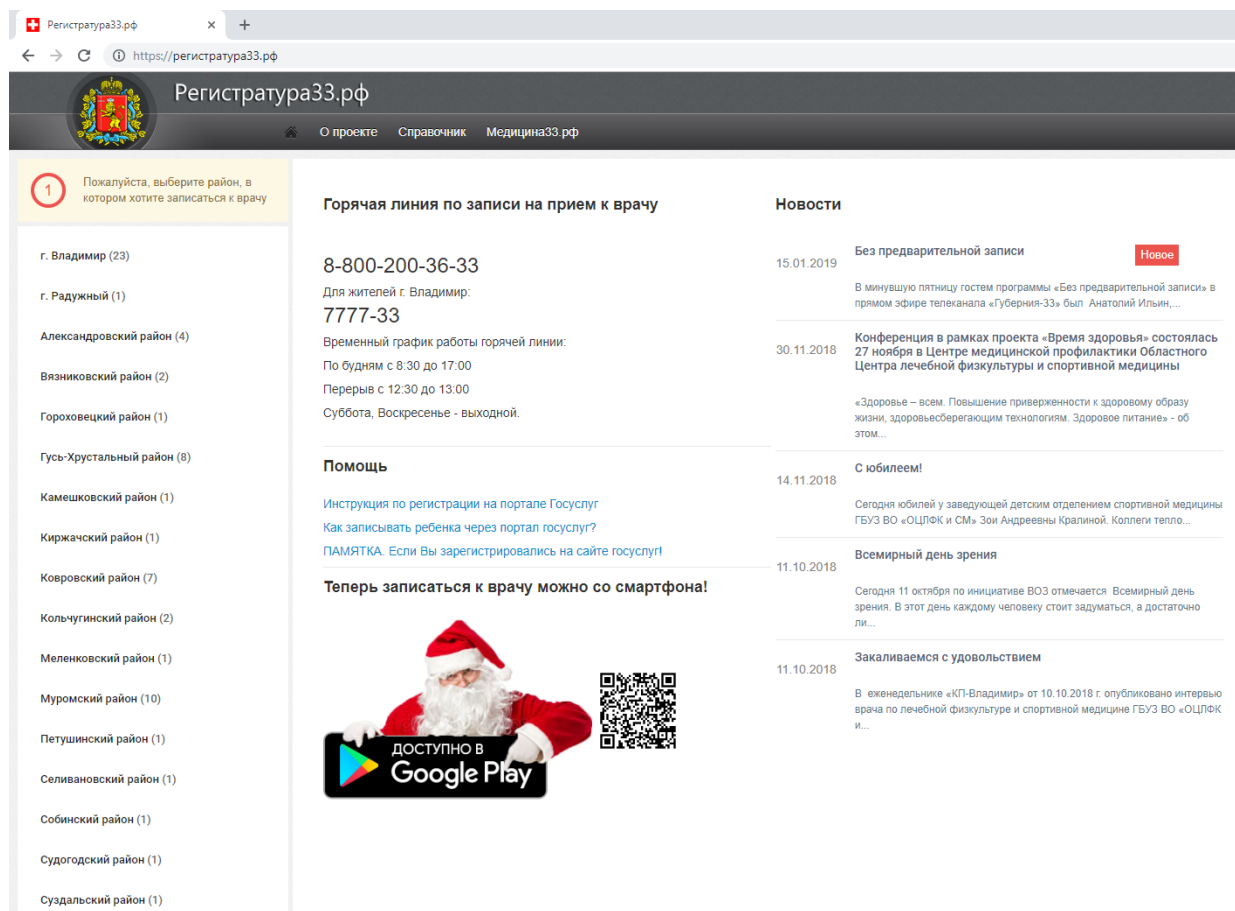 Регистратура33.рф
https://регистратура33.рф
Регистратура33.рф
О проекте Справочник Медицина33.рф
1
Пожалуйста, выберите район, в
котором хотите записаться к врачу
г. Владимир (23)
г. Радужный (1)
Александровский район (4)
Вязниковский район (2)
Гороховецкий район (1)
Гусь-Хрустальный район (8)
Камешковский район (1)
Киржачский район (1)
Ковровский район (7)
Кольчугинский район (2)
Меленковский район (1)
Муромский район (10)
Петушинский район (1)
Селивановский район (1)
Собинский район (1)
Судогодский район (1)
Суздальский район (1)
Горячая линия по записи на прием к врачу
8-800-200-36-33
Для жителей г. Владимир:
7777-33
Временный график работы горячей линии:
По будням с 8:30 до 17:00
Перерыв с 12:30 до 13:00
Суббота, Воскресенье - выходной.
Помощь
Инструкция по регистрации на портале Госуслуг
Как записывать ребенка через портал госуслуг?
ПАМЯТКА. Если Вы зарегистрировались на сайте госуслуг!
Теперь записаться к врачу можно со смартфона!
ДОСТУПНО В
Google Play
Новости
15.01.2019
Без предварительной записи
Новое
В минувшую пятницу гостем программы «Без предварительной записи» в
прямом эфире телеканала «Губерния-33» был Анатолий Ильин,...
30.11.2018
Конференция в рамках проекта «Время здоровья» состоялась
27 ноября в Центре медицинской профилактики Областного
Центра лечебной физкультуры и спортивной медицины
«Здоровье – всем. Повышение приверженности к здоровому образу
жизни, здоровьесберегающим технологиям. Здоровое питание» - об
этом...
14.11.2018
С юбилеем!
Сегодня юбилей у заведующей детским отделением спортивной медицины
ГБУЗ ВО «ОЦЛФК и СМ» Зои Андреевны Кралиной. Коллеги тепло...
11.10.2018
Всемирный день зрения
Сегодня 11 октября по инициативе ВОЗ отмечается Всемирный день
зрения. В этот день каждому человеку стоит задуматься, а достаточно
ли...
11.10.2018
Закаливаемся с удовольствием
В еженедельнике «КП-Владимир» от 10.10.2018 г. опубликовано интервью
врача по лечебной физкультуре и спортивной медицине ГБУЗ ВО «ОЦЛФК
и...